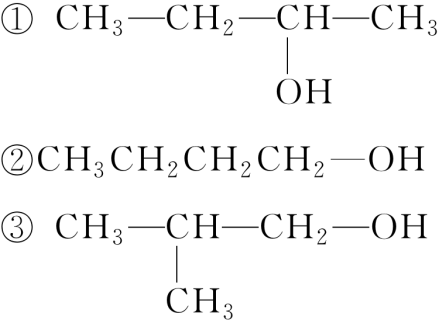 ① CH₃—CH₂—CH—CH₃
OH
②CH₃CH₂CH₂CH₂—OH
③ CH₃—CH—CH₂—OH
CH₃